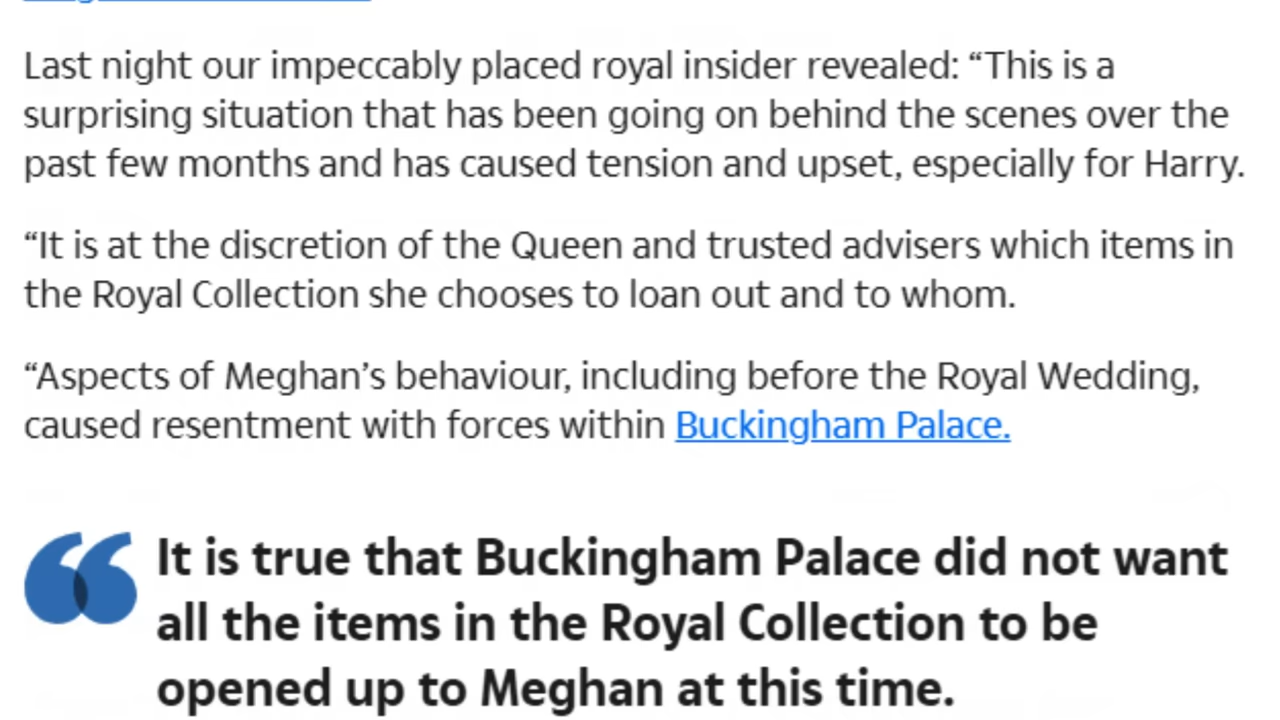 Last night our impeccably placed royal insider revealed: “This is a
surprising situation that has been going on behind the scenes over the
past few months and has caused tension and upset, especially for Harry.
“It is at the discretion of the Queen and trusted advisers which items in
the Royal Collection she chooses to loan out and to whom.
“Aspects of Meghan’s behaviour, including before the Royal Wedding,
caused resentment with forces within Buckingham Palace.
“It is true that Buckingham Palace did not want
all the items in the Royal Collection to be
opened up to Meghan at this time.